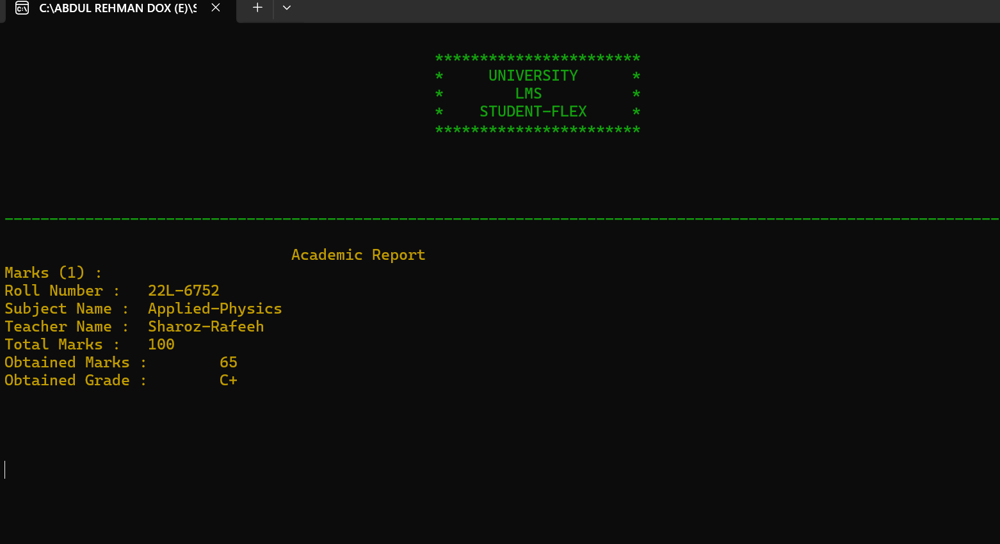 C:\ABDUL REHMAN DOX (E)\S
***********************
* UNIVERSITY *
* LMS *
* STUDENT-FLEX *
***********************
---------------------------------------------------------------------------------------------------------------
Academic Report
Marks (1) :
Roll Number : 22L-6752
Subject Name : Applied-Physics
Teacher Name : Sharoz-Rafeeh
Total Marks : 100
Obtained Marks : 65
Obtained Grade : C+